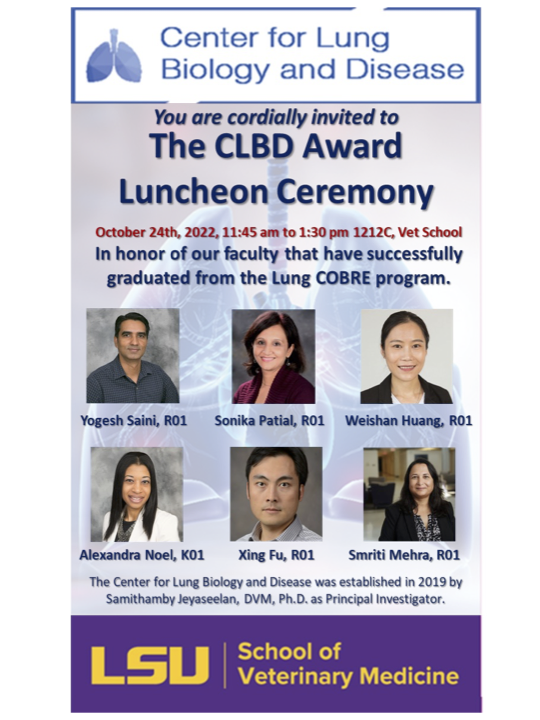 Center for Lung
Biology and Disease
You are cordially invited to
The CLBD Award
Luncheon Ceremony
October 24th, 2022, 11:45 am to 1:30 pm 1212C, Vet School
In honor of our faculty that have successfully
graduated from the Lung COBRE program.
Yogesh Saini, R01
Sonika Patial, R01
Weishan Huang, R01
Alexandra Noel, K01
Xing Fu, R01
Smriti Mehra, R01
The Center for Lung Biology and Disease was established in 2019 by
Samithamby Jeyaseelan, DVM, Ph.D. as Principal Investigator.
LSU
School of
Veterinary Medicine